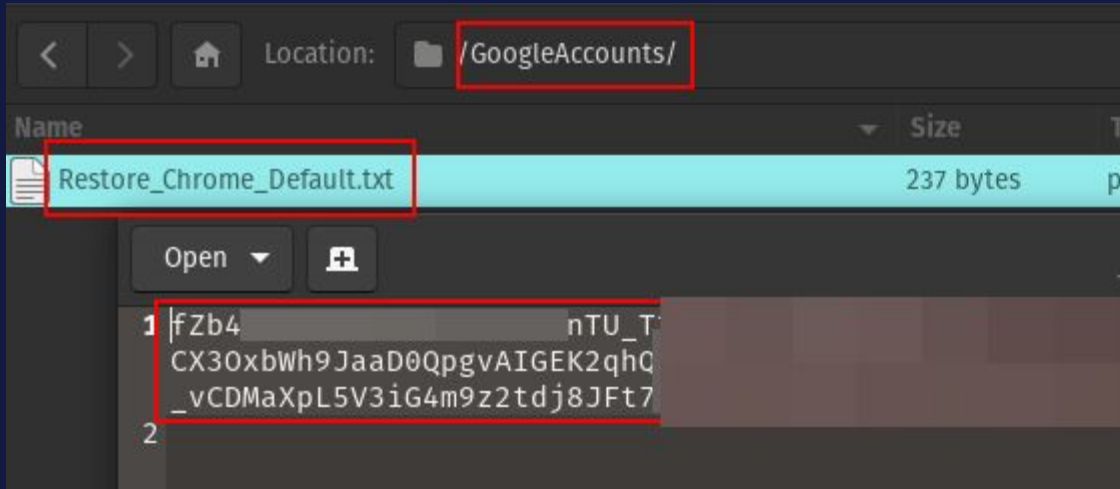 Location: /GoogleAccounts/
Name Size
Restore_Chrome_Default.txt 237 bytes
Open
1 fZb4 nTU_T
CX3OxbWh9JaaD0QpgvAIGEK2qhQ
_vCDMaXpL5V3iG4m9z2tdj8JFt7
2